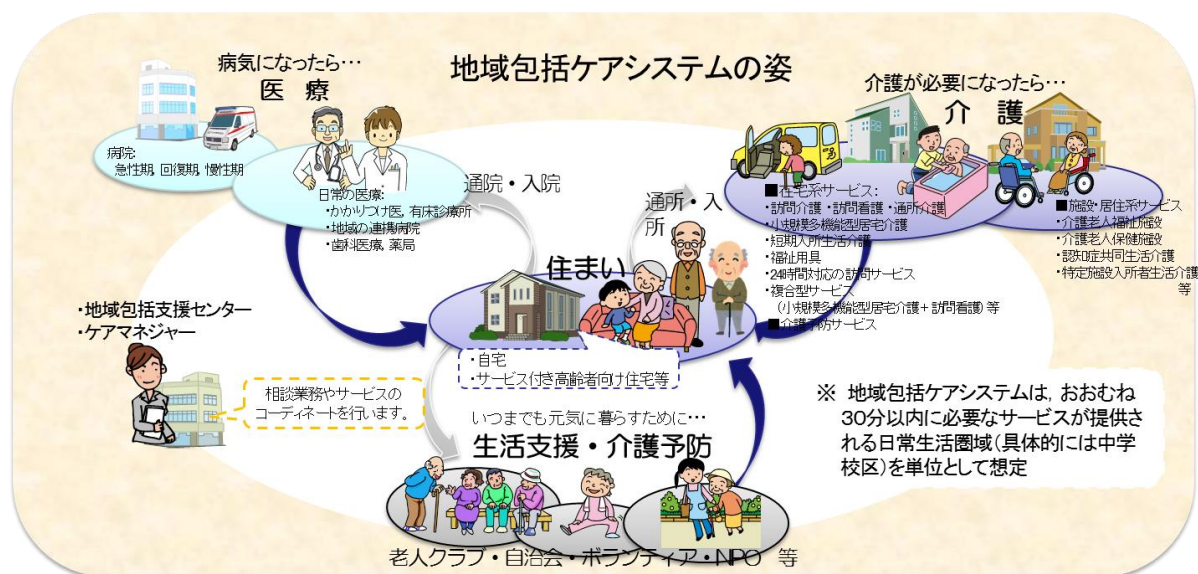 地域包括ケアシステムの姿
病気になったら…
医 療
病院:
急性期, 回復期, 慢性期
日常の医療:
・かかりつけ医, 有床診療所
・地域の連携病院
・歯科医療, 薬局
通院・入院
通所・入
所
介護が必要になったら…
介 護
■在宅系サービス:
・訪問介護・訪問看護・通所介護
・小規模多機能型居宅介護
・短期入所生活介護
・福祉用具
・24時間対応の訪問サービス
・複合型サービス
(小規模多機能型居宅介護+訪問看護)等
■介護予防サービス
■施設・居住系サービス
・介護老人福祉施設
・介護老人保健施設
・認知症共同生活介護
・特定施設入所者生活介護
等
住まい
・自宅
・サービス付き高齢者向け住宅等
・地域包括支援センター
・ケアマネジャー
相談業務やサービスの
コーディネートを行います。
いつまでも元気に暮らすために…
生活支援・介護予防
老人クラブ・自治会・ボランティア・NPO 等
※ 地域包括ケアシステムは, おおむね
30分以内に必要なサービスが提供さ
れる日常生活圏域(具体的には中学
校区)を単位として想定